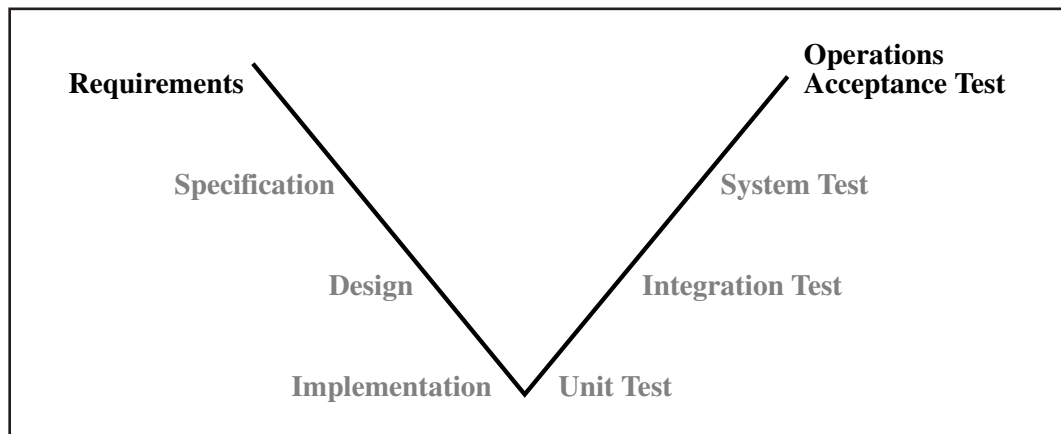 Operations
Requirements
Acceptance Test
Specification
System Test
Design
Integration Test
Implementation
Unit Test